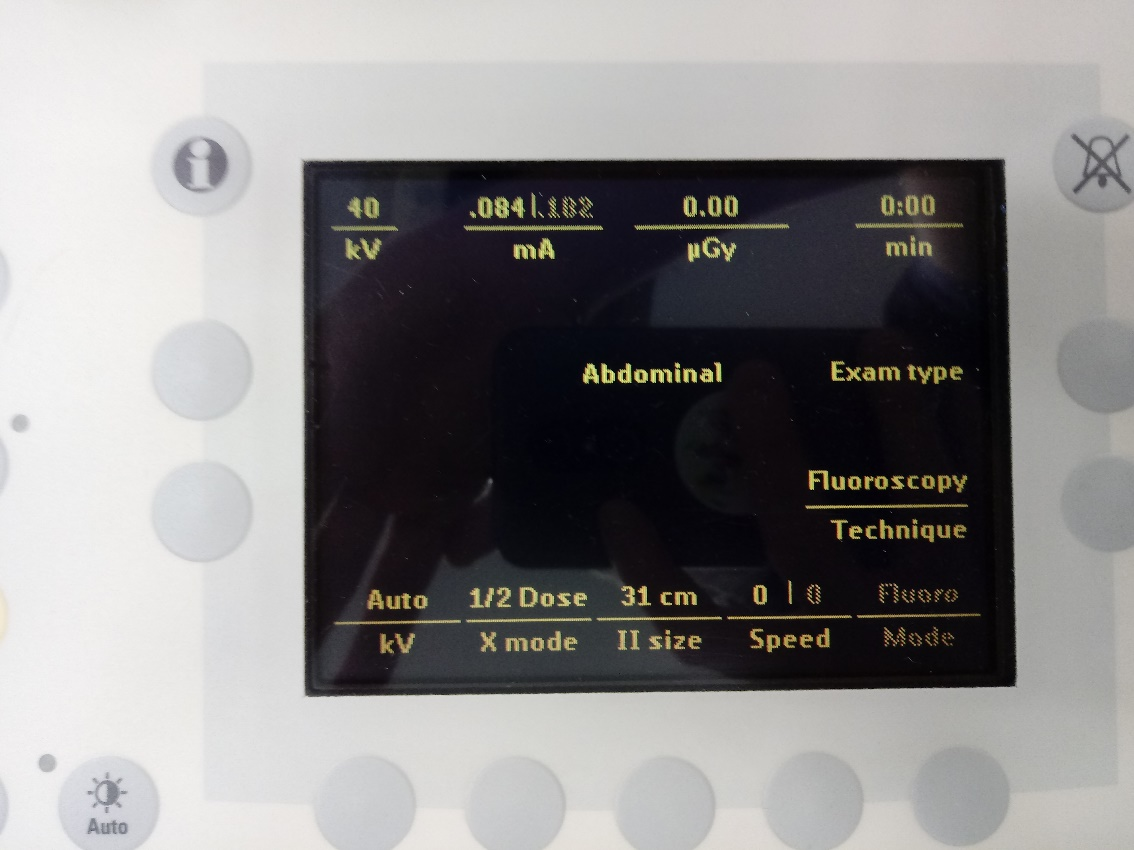 40 .084 | .182 0.00 0:00
kV mA µGy min
Abdominal Exam type
Fluoroscopy
Technique
Auto 1/2 Dose 31 cm 0 | 0 Fluoro
kV X mode II size Speed Mode
Auto